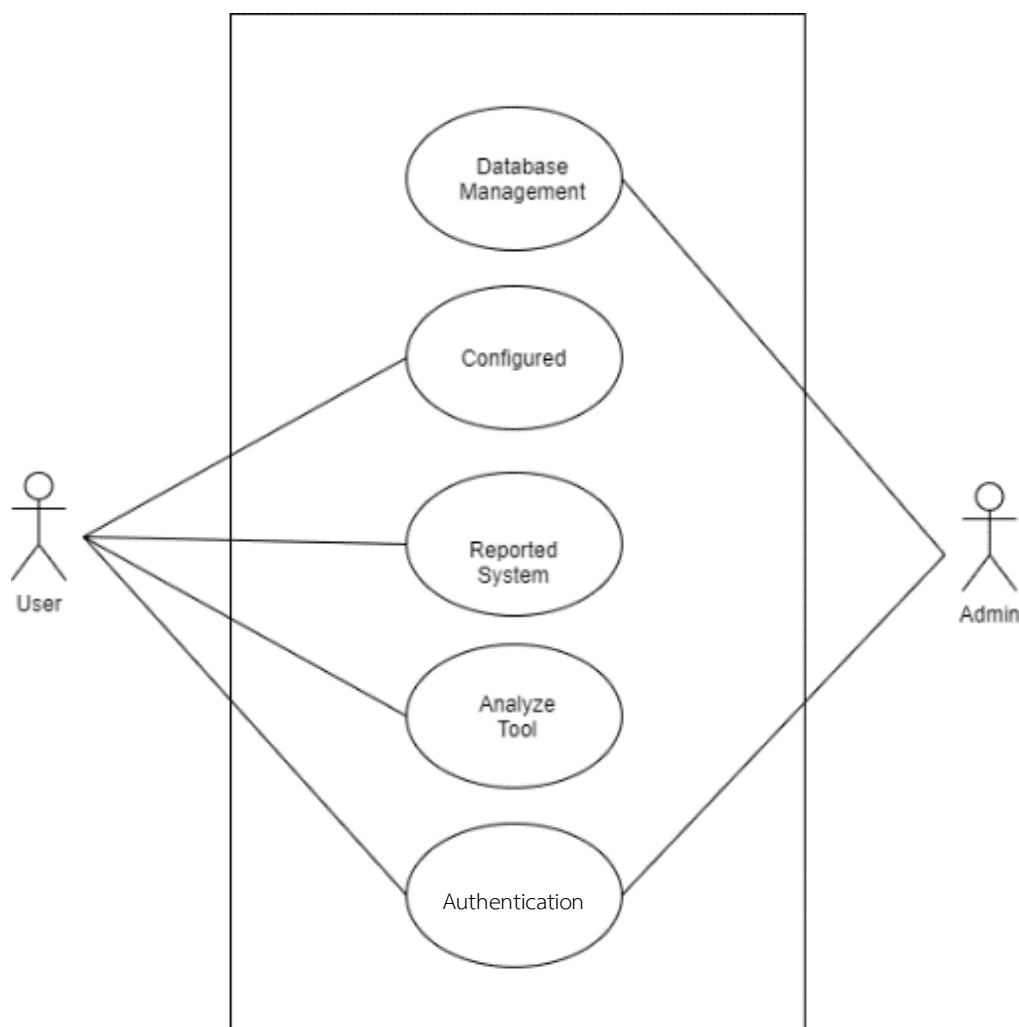 Database
Management
Configured
Reported
System
Analyze
Tool
Authentication
User
Admin